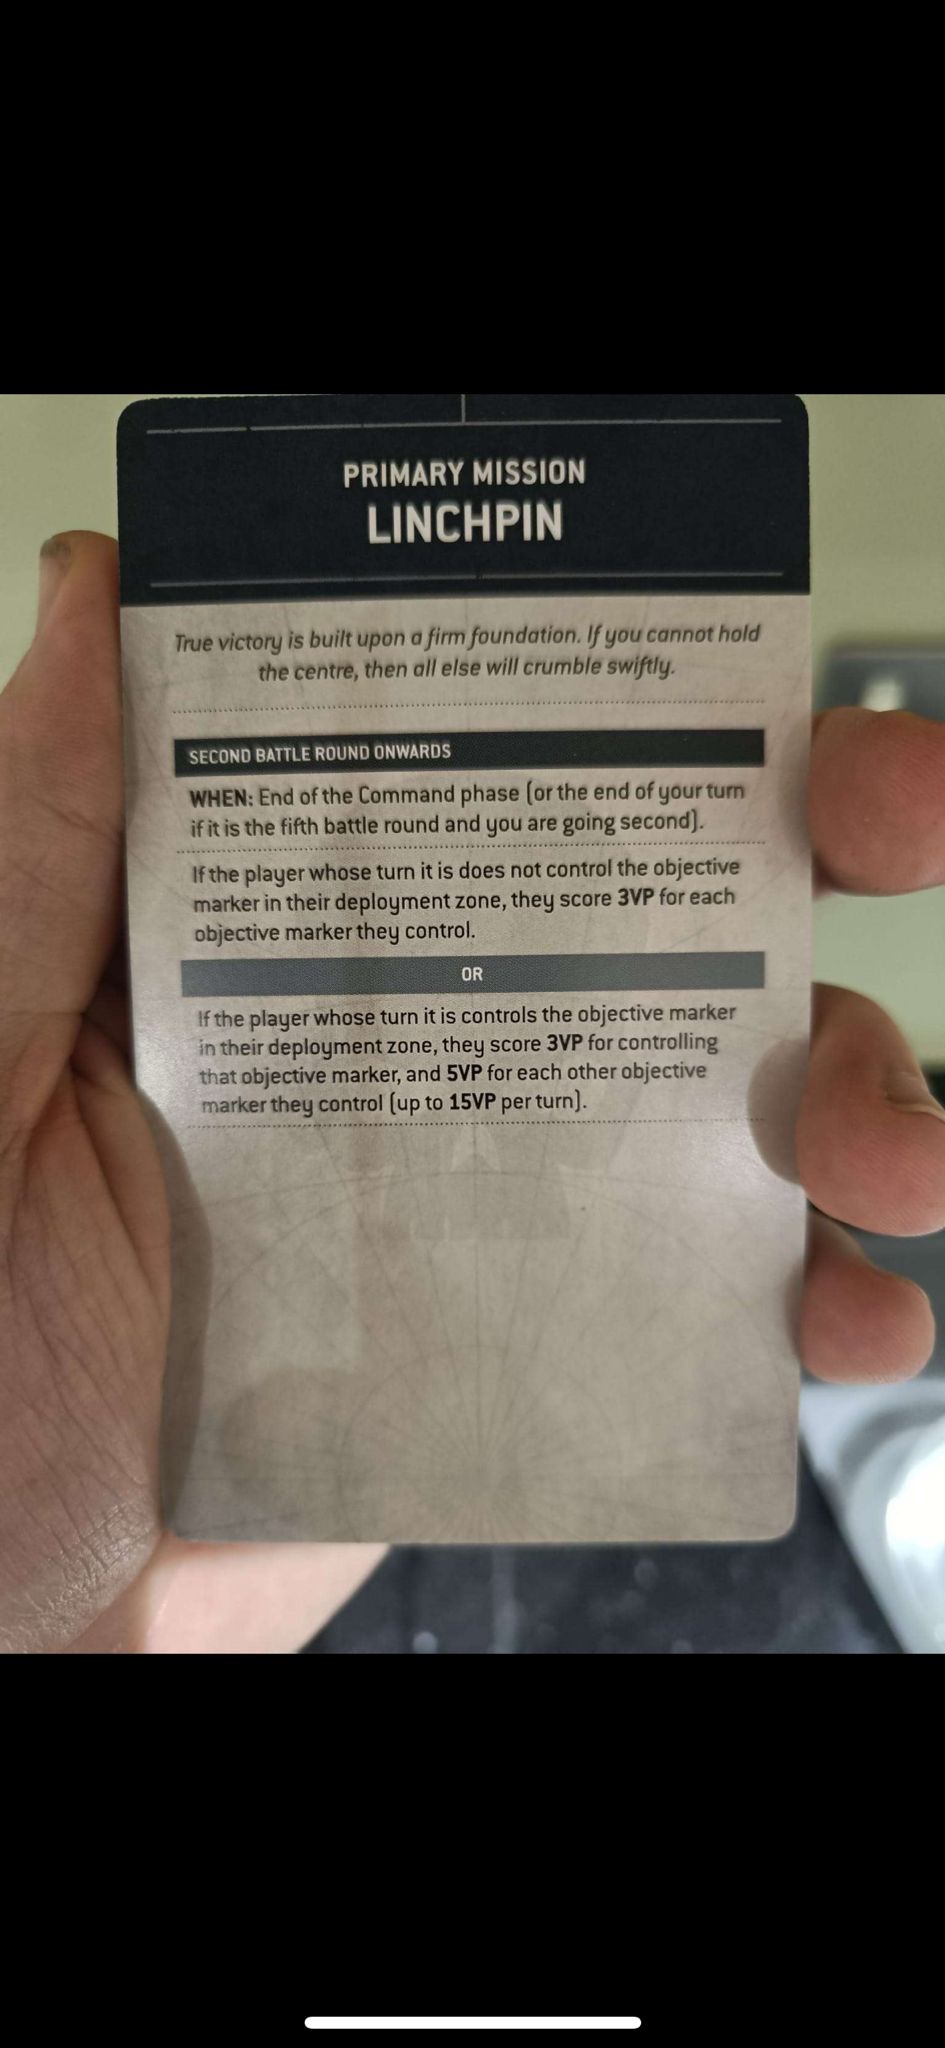 PRIMARY MISSION
LINCHPIN
True victory is built upon a firm foundation. If you cannot hold
the centre, then all else will crumble swiftly.
SECOND BATTLE ROUND ONWARDS
WHEN: End of the Command phase (or the end of your turn
if it is the fifth battle round and you are going second).
If the player whose turn it is does not control the objective
marker in their deployment zone, they score 3VP for each
objective marker they control.
OR
If the player whose turn it is controls the objective marker
in their deployment zone, they score 3VP for controlling
that objective marker, and 5VP for each other objective
marker they control (up to 15VP per turn).